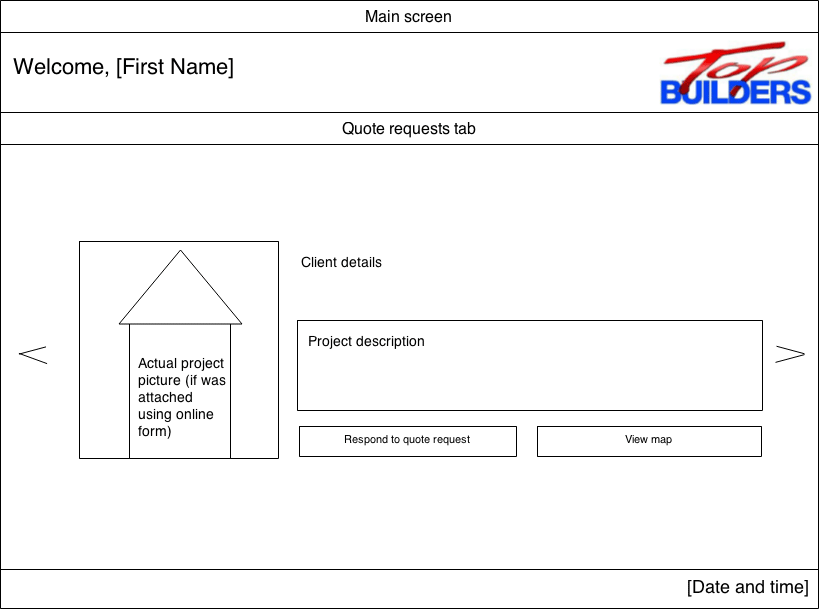 Main screen
Welcome, [First Name]
Top
BUILDERS
Quote requests tab
Client details
Project description
Actual project
picture (if was
attached
using online
form)
<
>
Respond to quote request
View map
[Date and time]